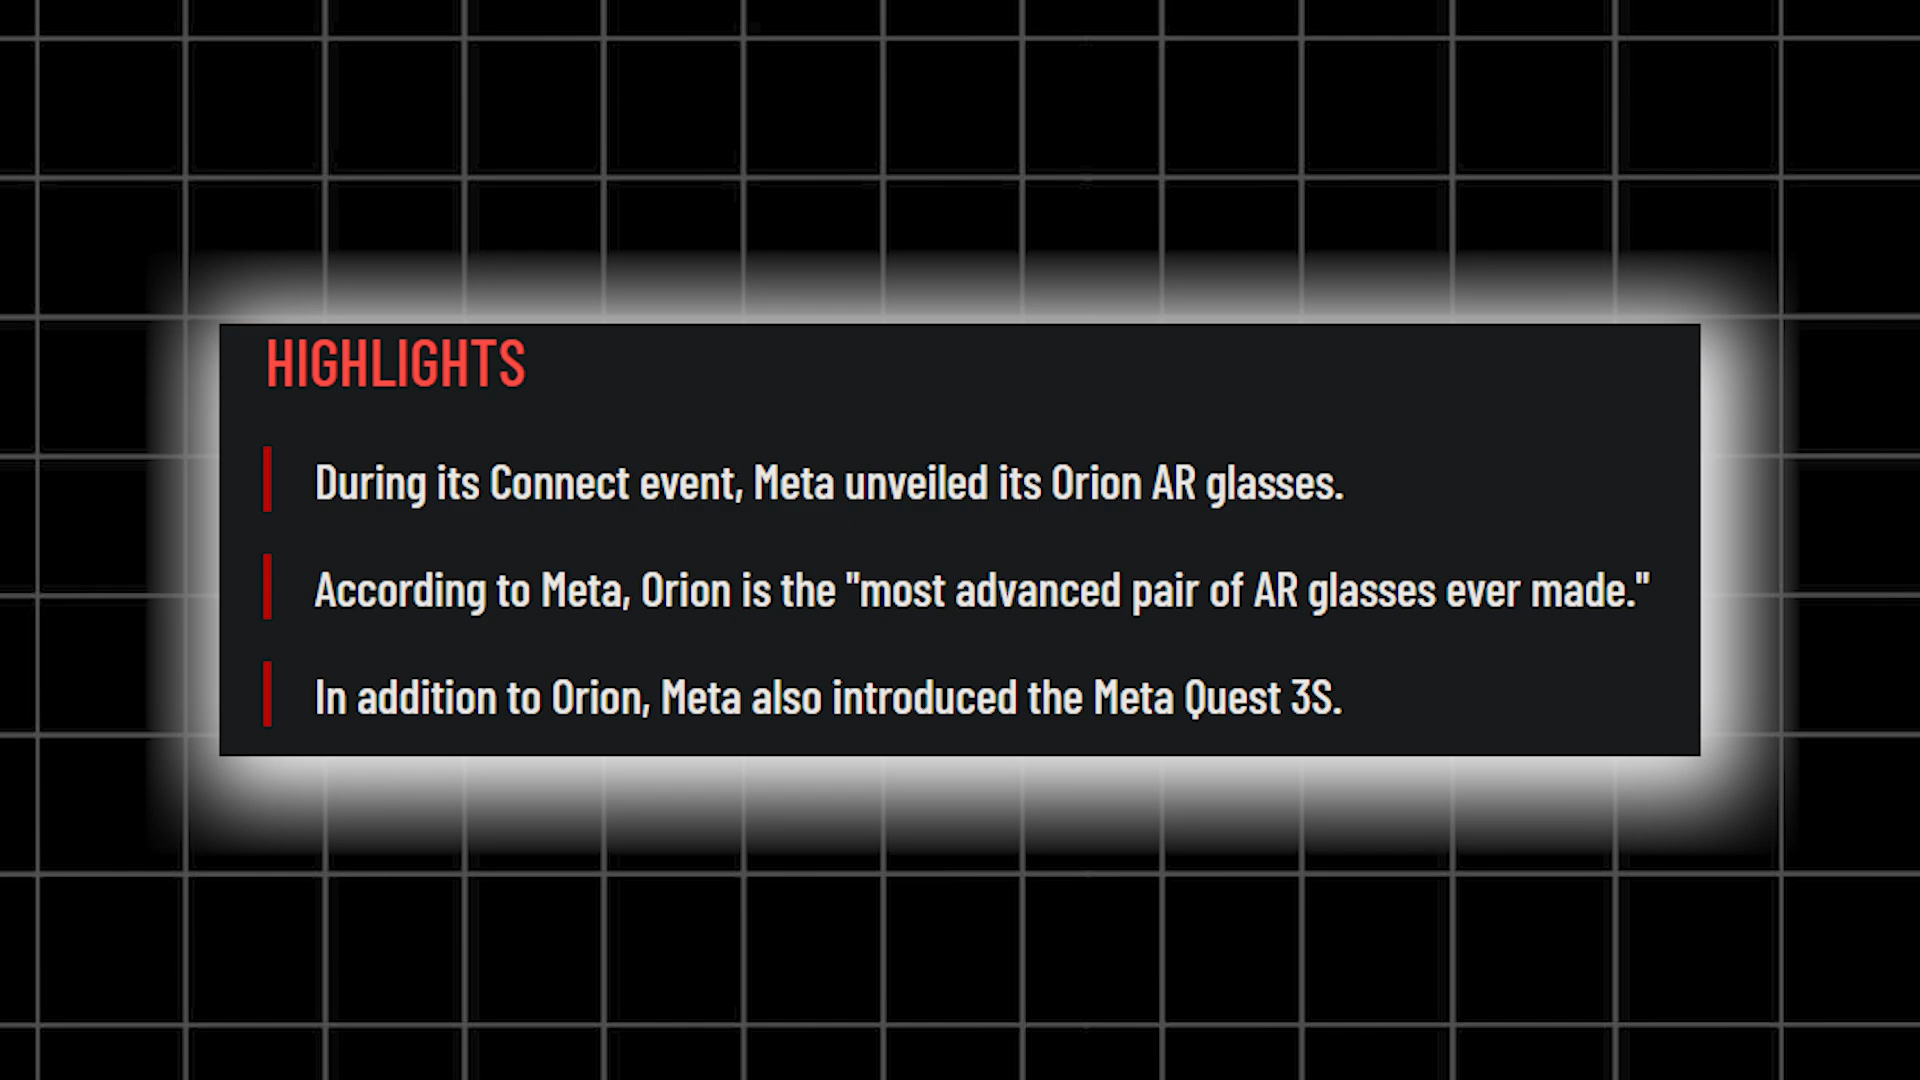 HIGHLIGHTS
During its Connect event, Meta unveiled its Orion AR glasses.
According to Meta, Orion is the "most advanced pair of AR glasses ever made."
In addition to Orion, Meta also introduced the Meta Quest 3S.